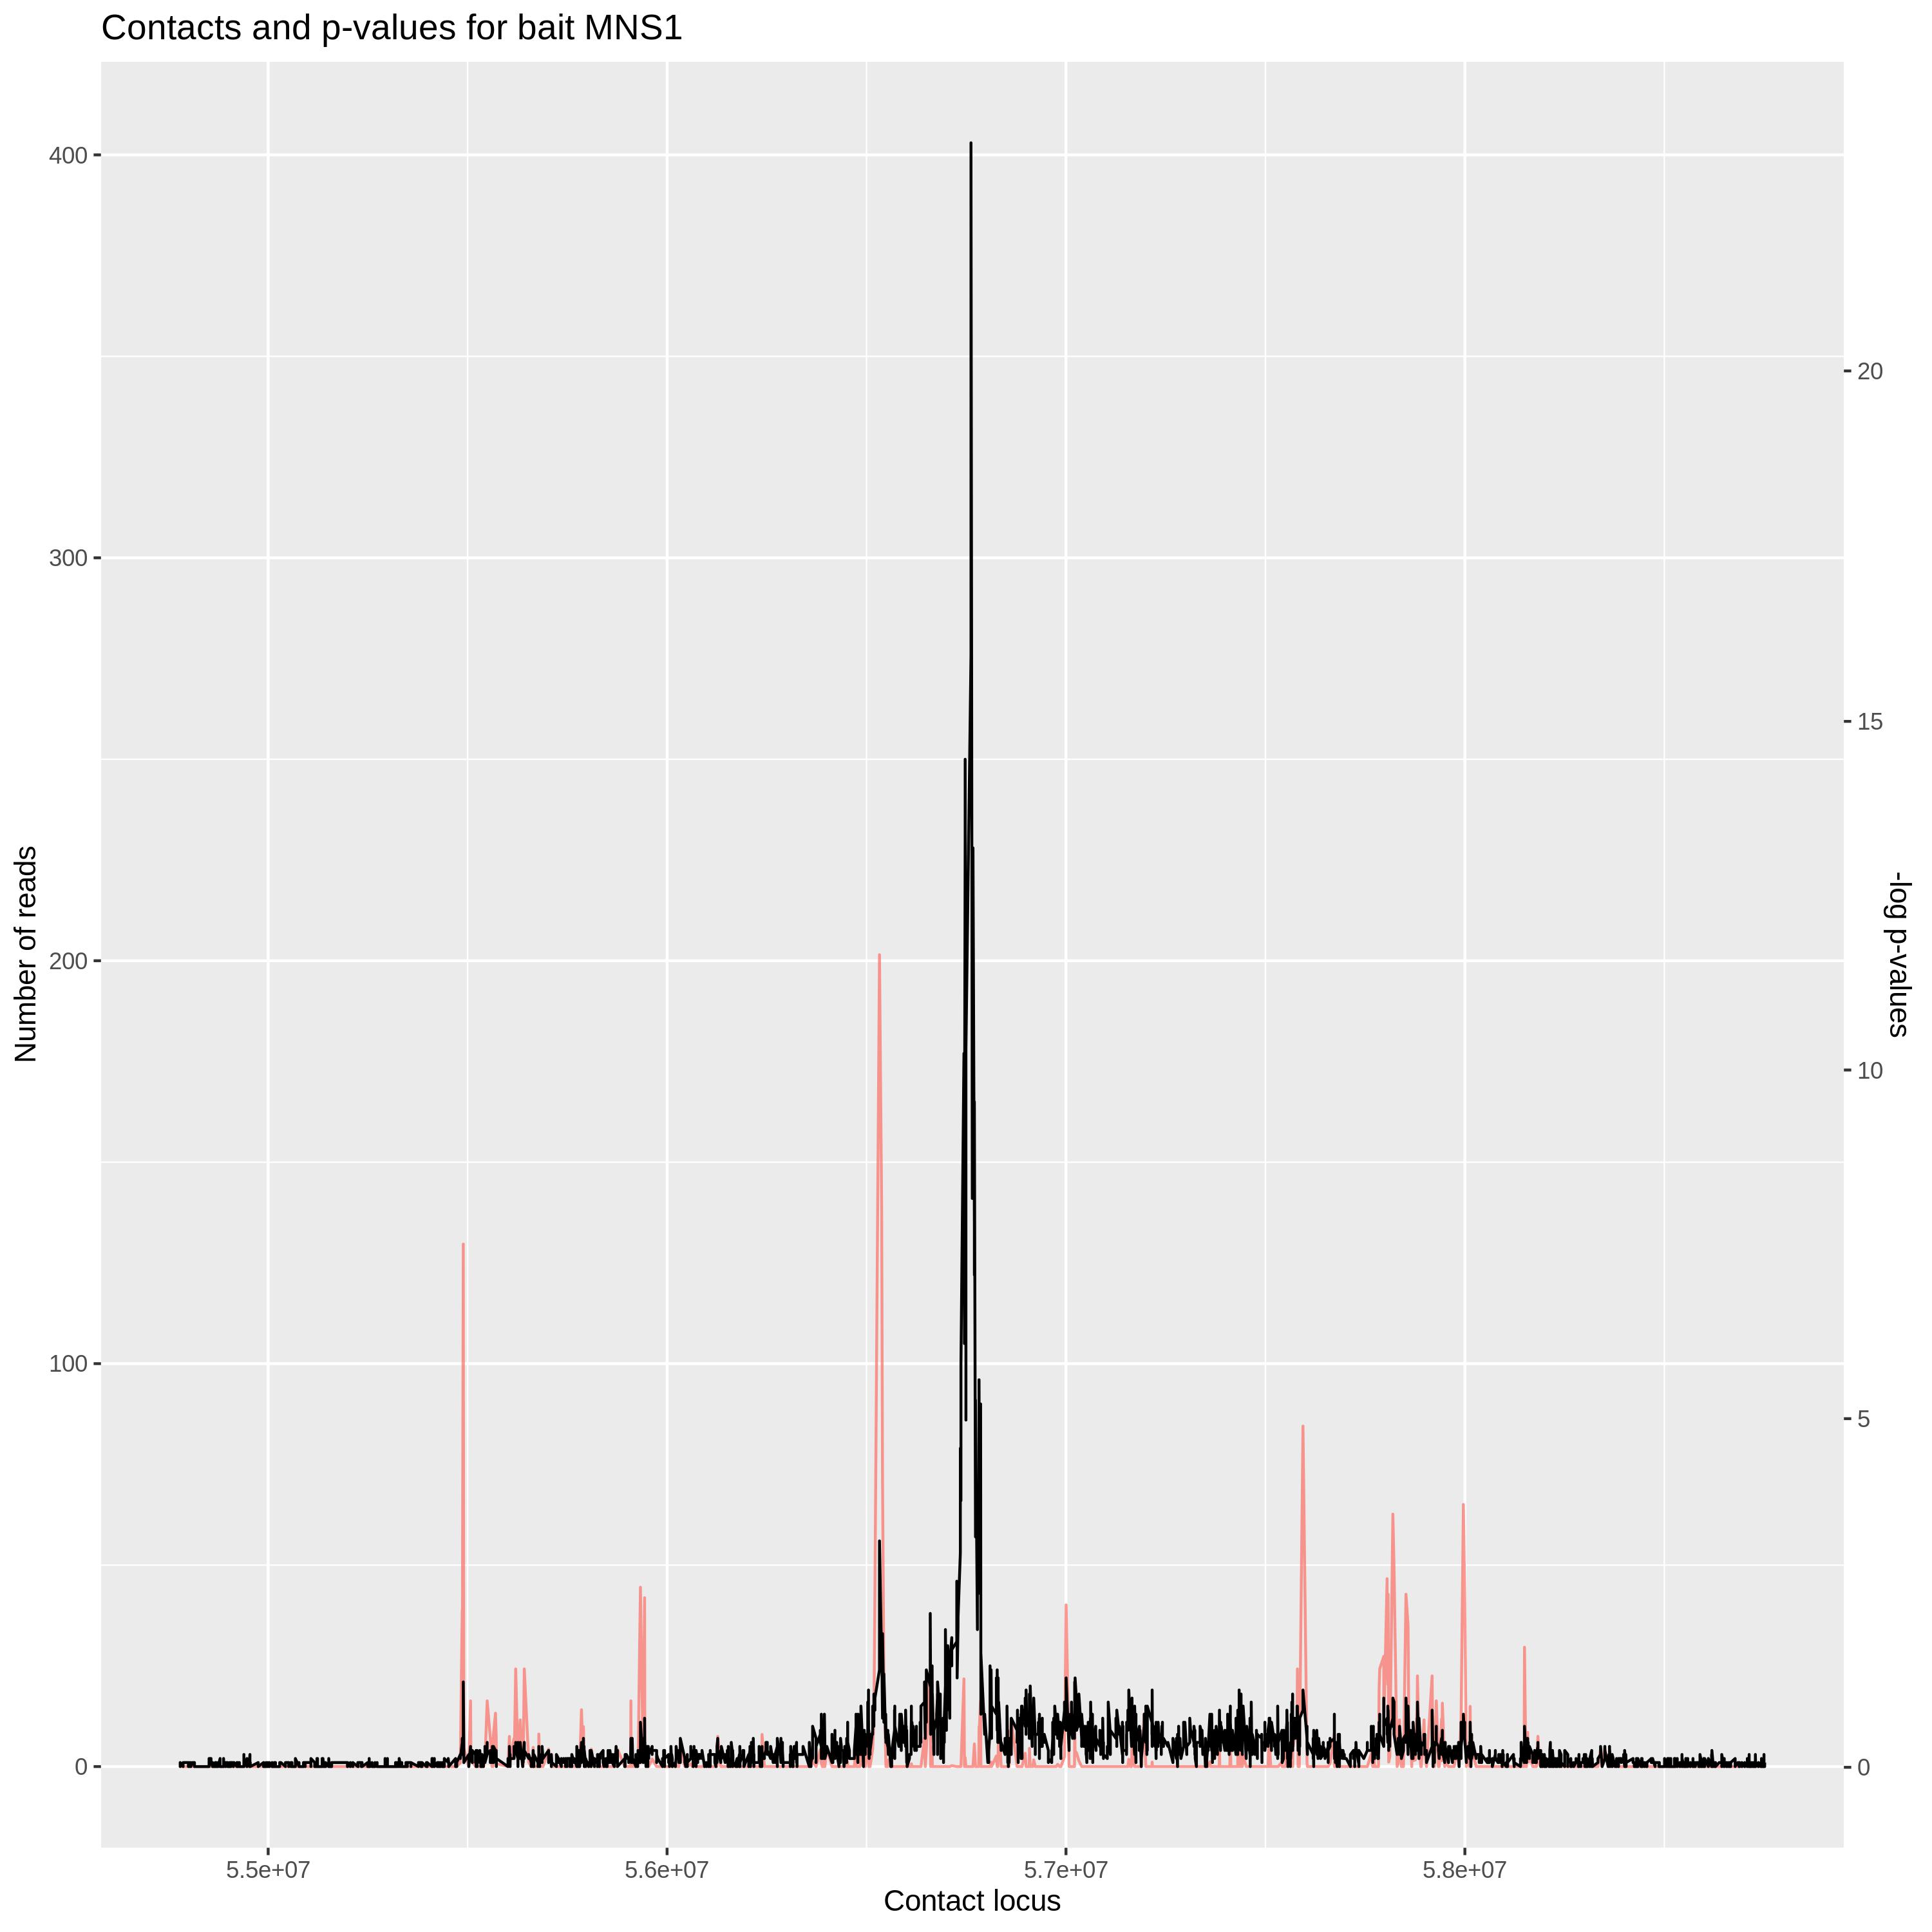 Contacts and p-values for bait MNS1
400
300
200
100
0
Number of reads
20
15
10
5
0
-log p-values
5.5e+07 5.6e+07 5.7e+07 5.8e+07
Contact locus